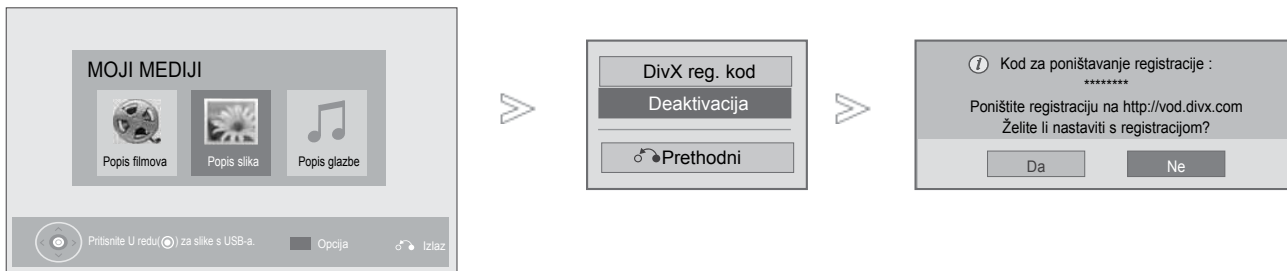 MOJI MEDIJI
Popis filmova
Popis slika
Popis glazbe
Pritisnite U redu(◉) za slike s USB-a.
Opcija
Izlaz
DivX reg. kod
Deaktivacija
Prethodni
Kod za poništavanje registracije :
********
Poništite registraciju na http://vod.divx.com
Želite li nastaviti s registracijom?
Da
Ne